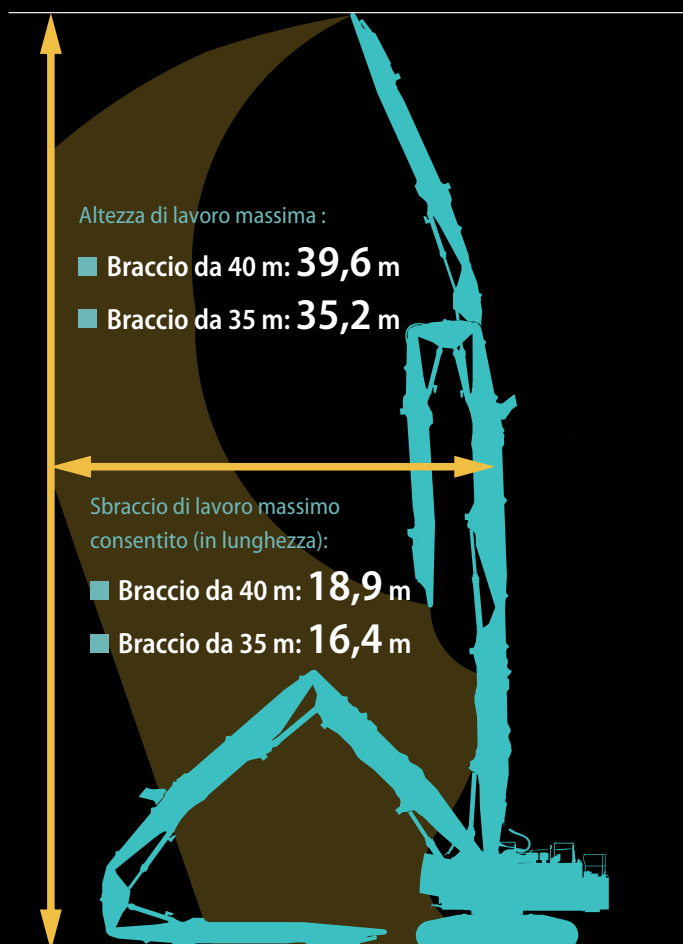 Altezza di lavoro massima :
Braccio da 40 m: 39,6 m
Braccio da 35 m: 35,2 m
Sbraccio di lavoro massimo
consentito (in lunghezza):
Braccio da 40 m: 18,9 m
Braccio da 35 m: 16,4 m